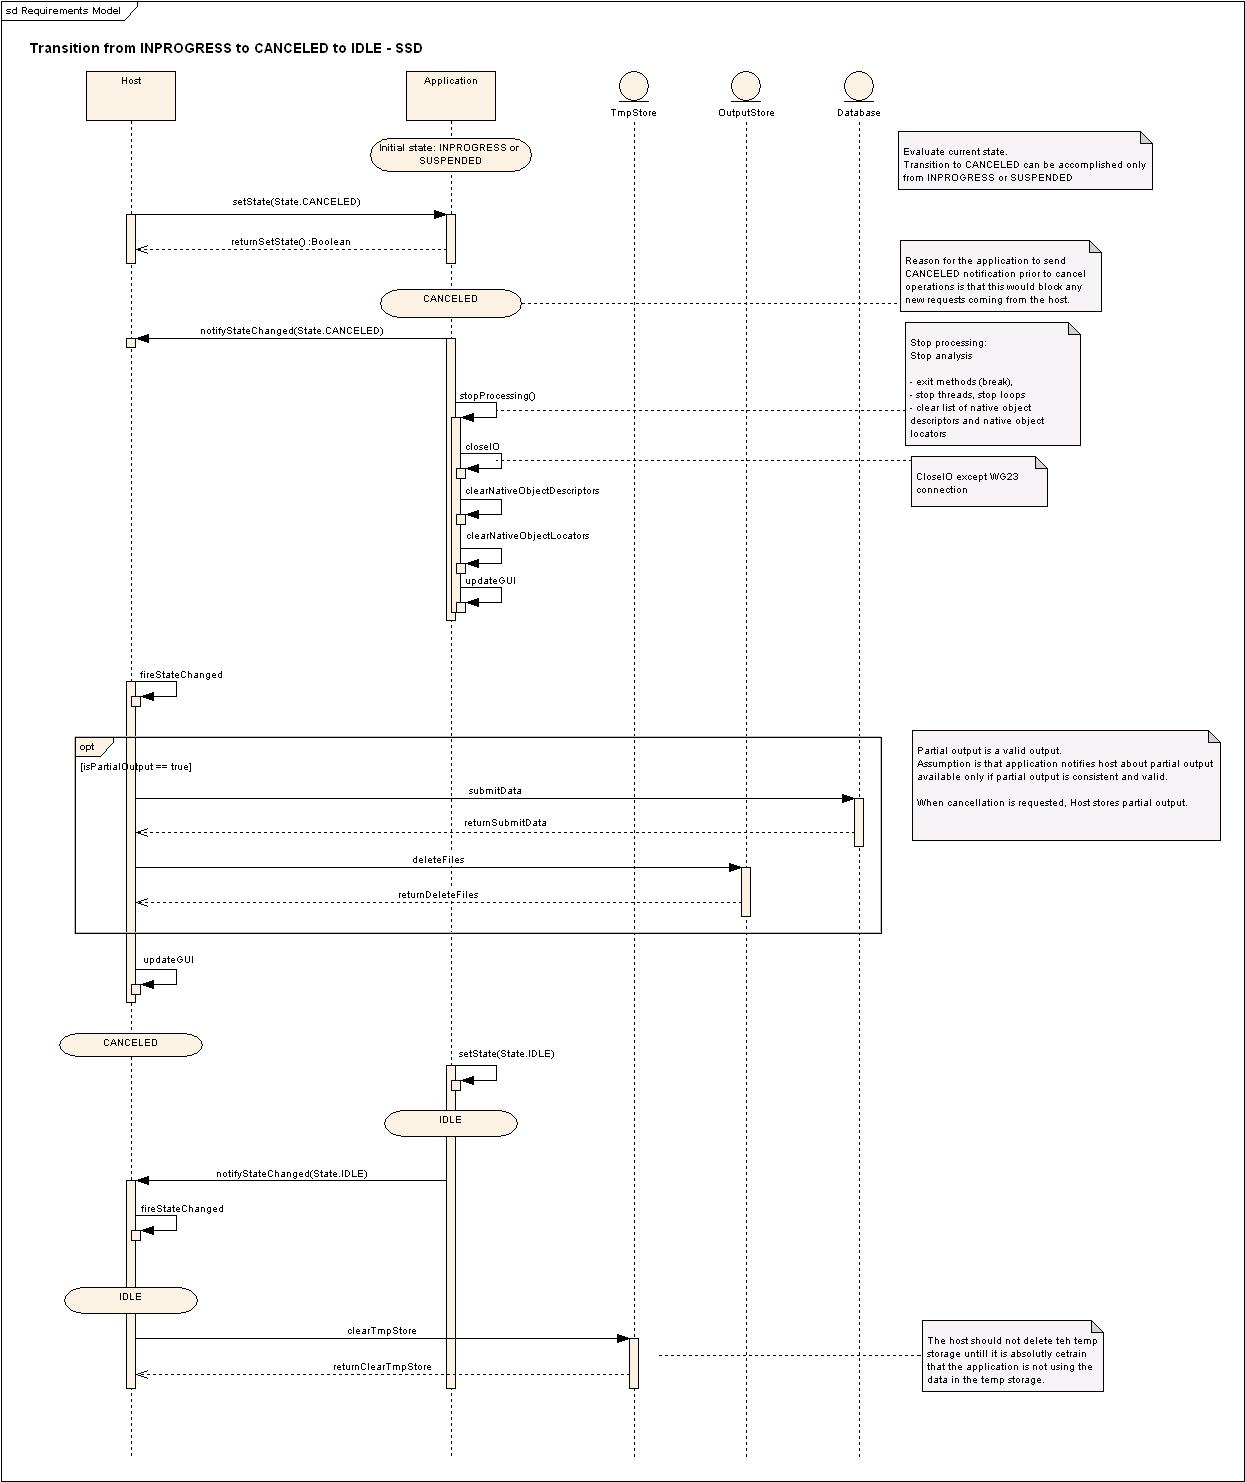 sd Requirements Model
Transition from INPROGRESS to CANCELED to IDLE - SSD
Host
Application
TmpStore
OutputStore
Database
Initial state: INPROGRESS or
SUSPENDED
Evaluate current state.
Transition to CANCELED can be accomplished only
from INPROGRESS or SUSPENDED
setState(State.CANCELED)
returnSetState() :Boolean
Reason for the application to send
CANCELED notification prior to cancel
operations is that this would block any
new requests coming from the host.
CANCELED
notifyStateChanged(State.CANCELED)
Stop processing:
Stop analysis
- exit methods (break),
- stop threads, stop loops
- clear list of native object
descriptors and native object
locators
stopProcessing()
closeIO
CloseIO except WG23
connection
clearNativeObjectDescriptors
clearNativeObjectLocators
updateGUI
fireStateChanged
opt
[isPartialOutput == true]
Partial output is a valid output.
Assumption is that application notifies host about partial output
available only if partial output is consistent and valid.
When cancellation is requested, Host stores partial output.
submitData
returnSubmitData
deleteFiles
returnDeleteFiles
updateGUI
CANCELED
setState(State.IDLE)
IDLE
notifyStateChanged(State.IDLE)
fireStateChanged
IDLE
clearTmpStore
returnClearTmpStore
The host should not delete teh temp
storage untill it is absolutly cetrain
that the application is not using the
data in the temp storage.